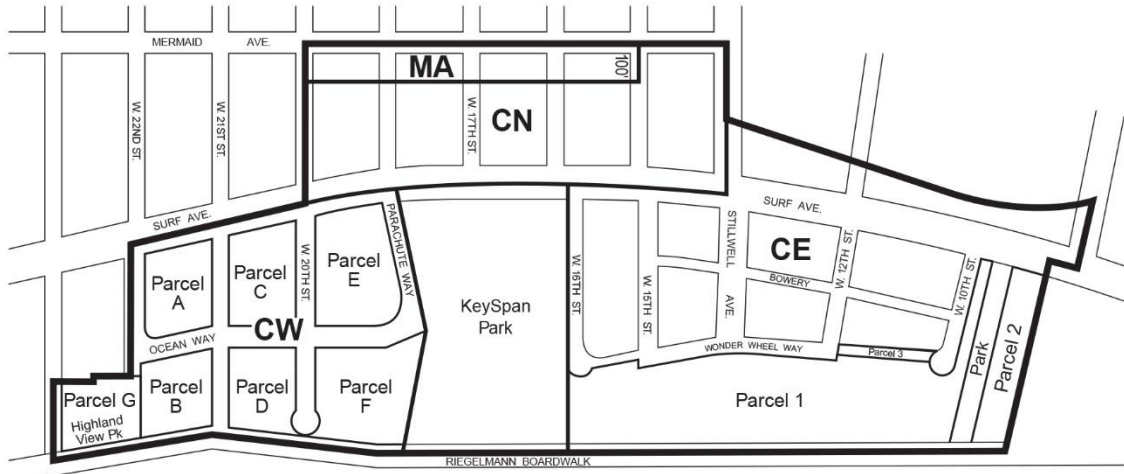 MERMAID AVE.
MA
100'
CN
W. 17TH ST.
W. 22ND ST.
W. 21ST ST.
SURF AVE.
SURF AVE.
PARACHUTE WAY
W. 20TH ST.
Parcel
A
Parcel
C
Parcel
E
CW
OCEAN WAY
Parcel G
Highland
View Pk
Parcel
B
Parcel
D
Parcel
F
KeySpan
Park
W. 16TH ST.
W. 15TH ST.
STILLWELL AVE.
CE
BOWERY
W. 12TH ST.
W. 10TH ST.
WONDER WHEEL WAY
Parcel 3
Parcel 1
Park
Parcel 2
RIEGELMANN BOARDWALK